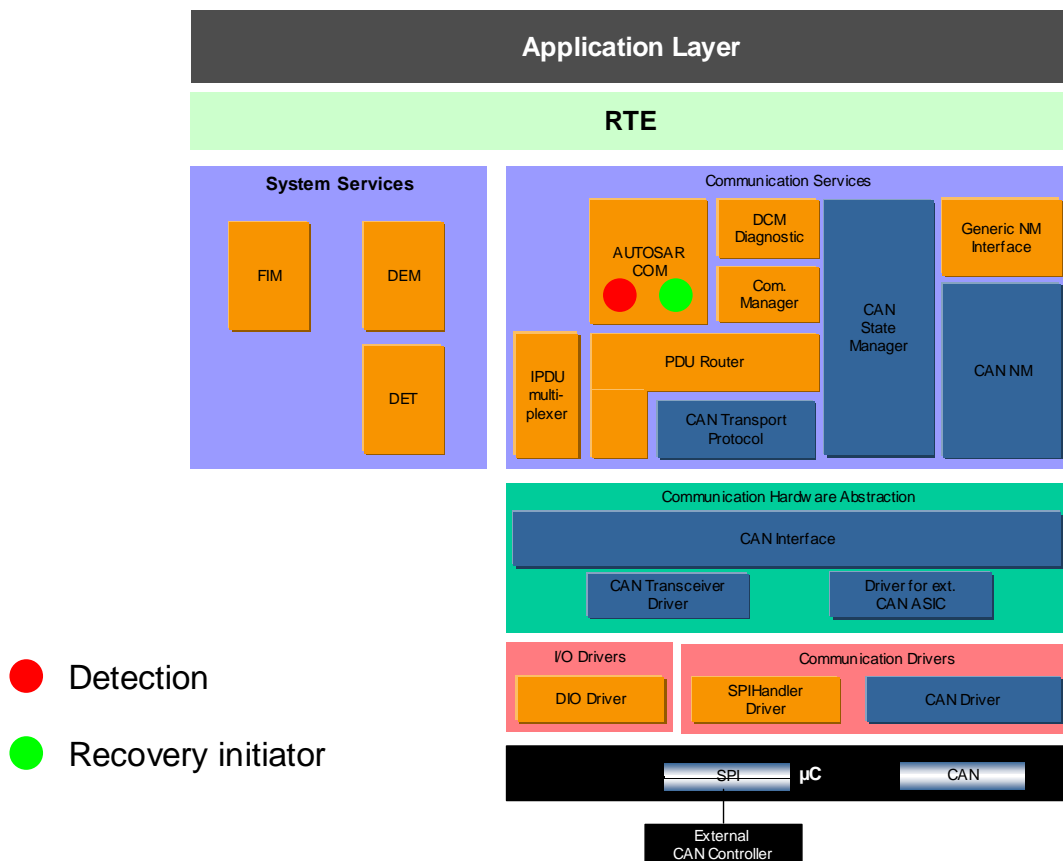 Application Layer
RTE
System Services
FIM
DEM
DET
Communication Services
AUTOSAR
COM
DCM
Diagnostic
Com.
Manager
CAN
State
Manager
Generic NM
Interface
CAN NM
IPDU
multi-
plexer
PDU Router
CAN Transport
Protocol
Communication Hardware Abstraction
CAN Interface
CAN Transceiver
Driver
Driver for ext.
CAN ASIC
I/O Drivers
DIO Driver
Communication Drivers
SPIHandler
Driver
CAN Driver
SPI
µC
CAN
External
CAN Controller
Detection
Recovery initiator